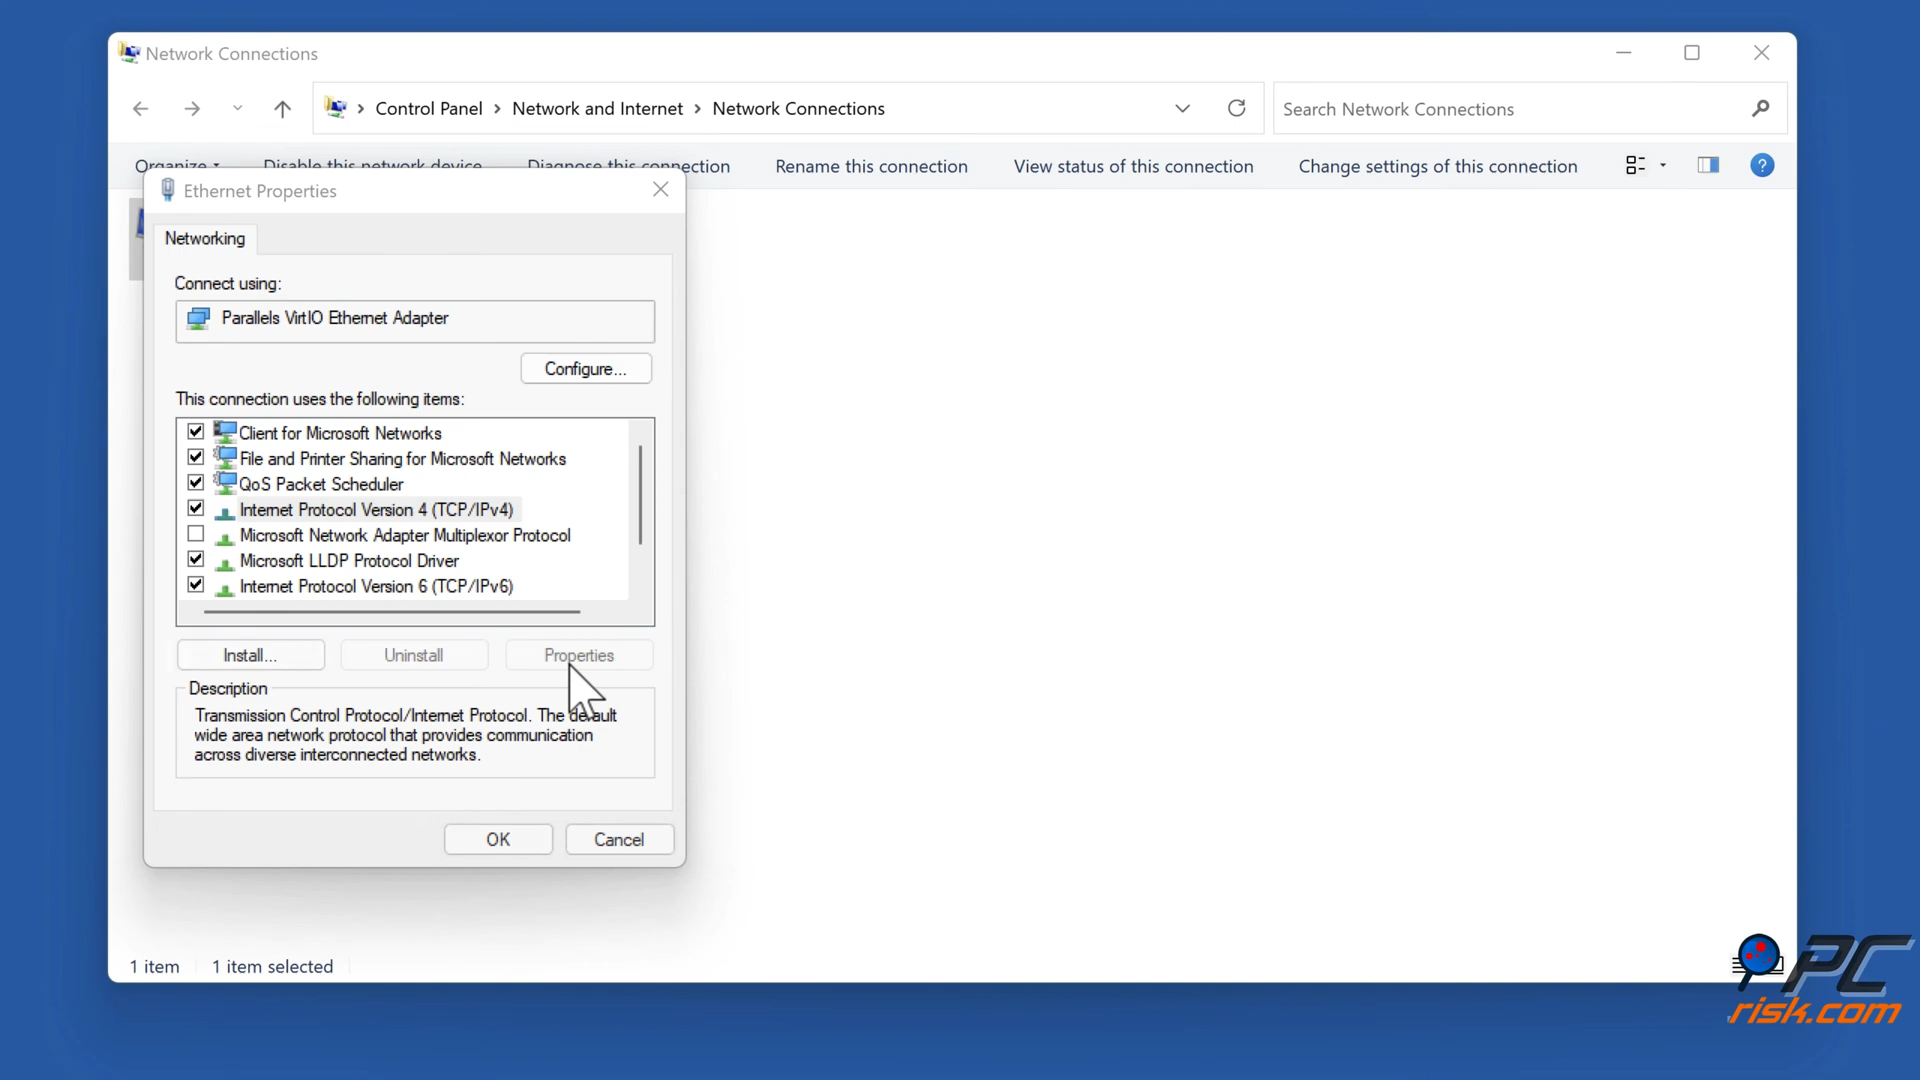 Network Connections
Control Panel > Network and Internet > Network Connections
Search Network Connections
Organize Disable this network device Diagnose this connection Rename this connection View status of this connection Change settings of this connection ?
Ethernet Properties
Networking
Connect using:
Parallels VirtIO Ethernet Adapter
Configure...
This connection uses the following items:
Client for Microsoft Networks
File and Printer Sharing for Microsoft Networks
QoS Packet Scheduler
Internet Protocol Version 4 (TCP/IPv4)
Microsoft Network Adapter Multiplexor Protocol
Microsoft LLDP Protocol Driver
Internet Protocol Version 6 (TCP/IPv6)
Install... Uninstall Properties
Description
Transmission Control Protocol/Internet Protocol. The default
wide area network protocol that provides communication
across diverse interconnected networks.
OK Cancel
1 item 1 item selected
PC
risk.com